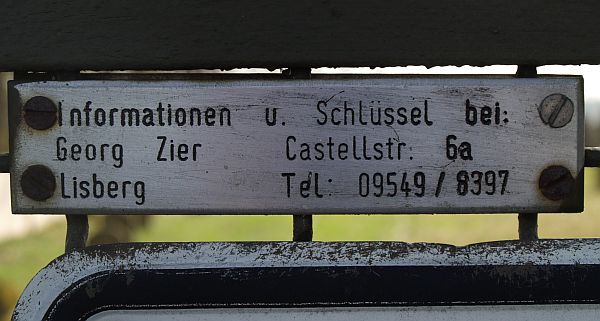 Informationen u. Schlüssel bei:
Georg Zier Castellstr. 6a
Lisberg Tel: 09549 / 8397